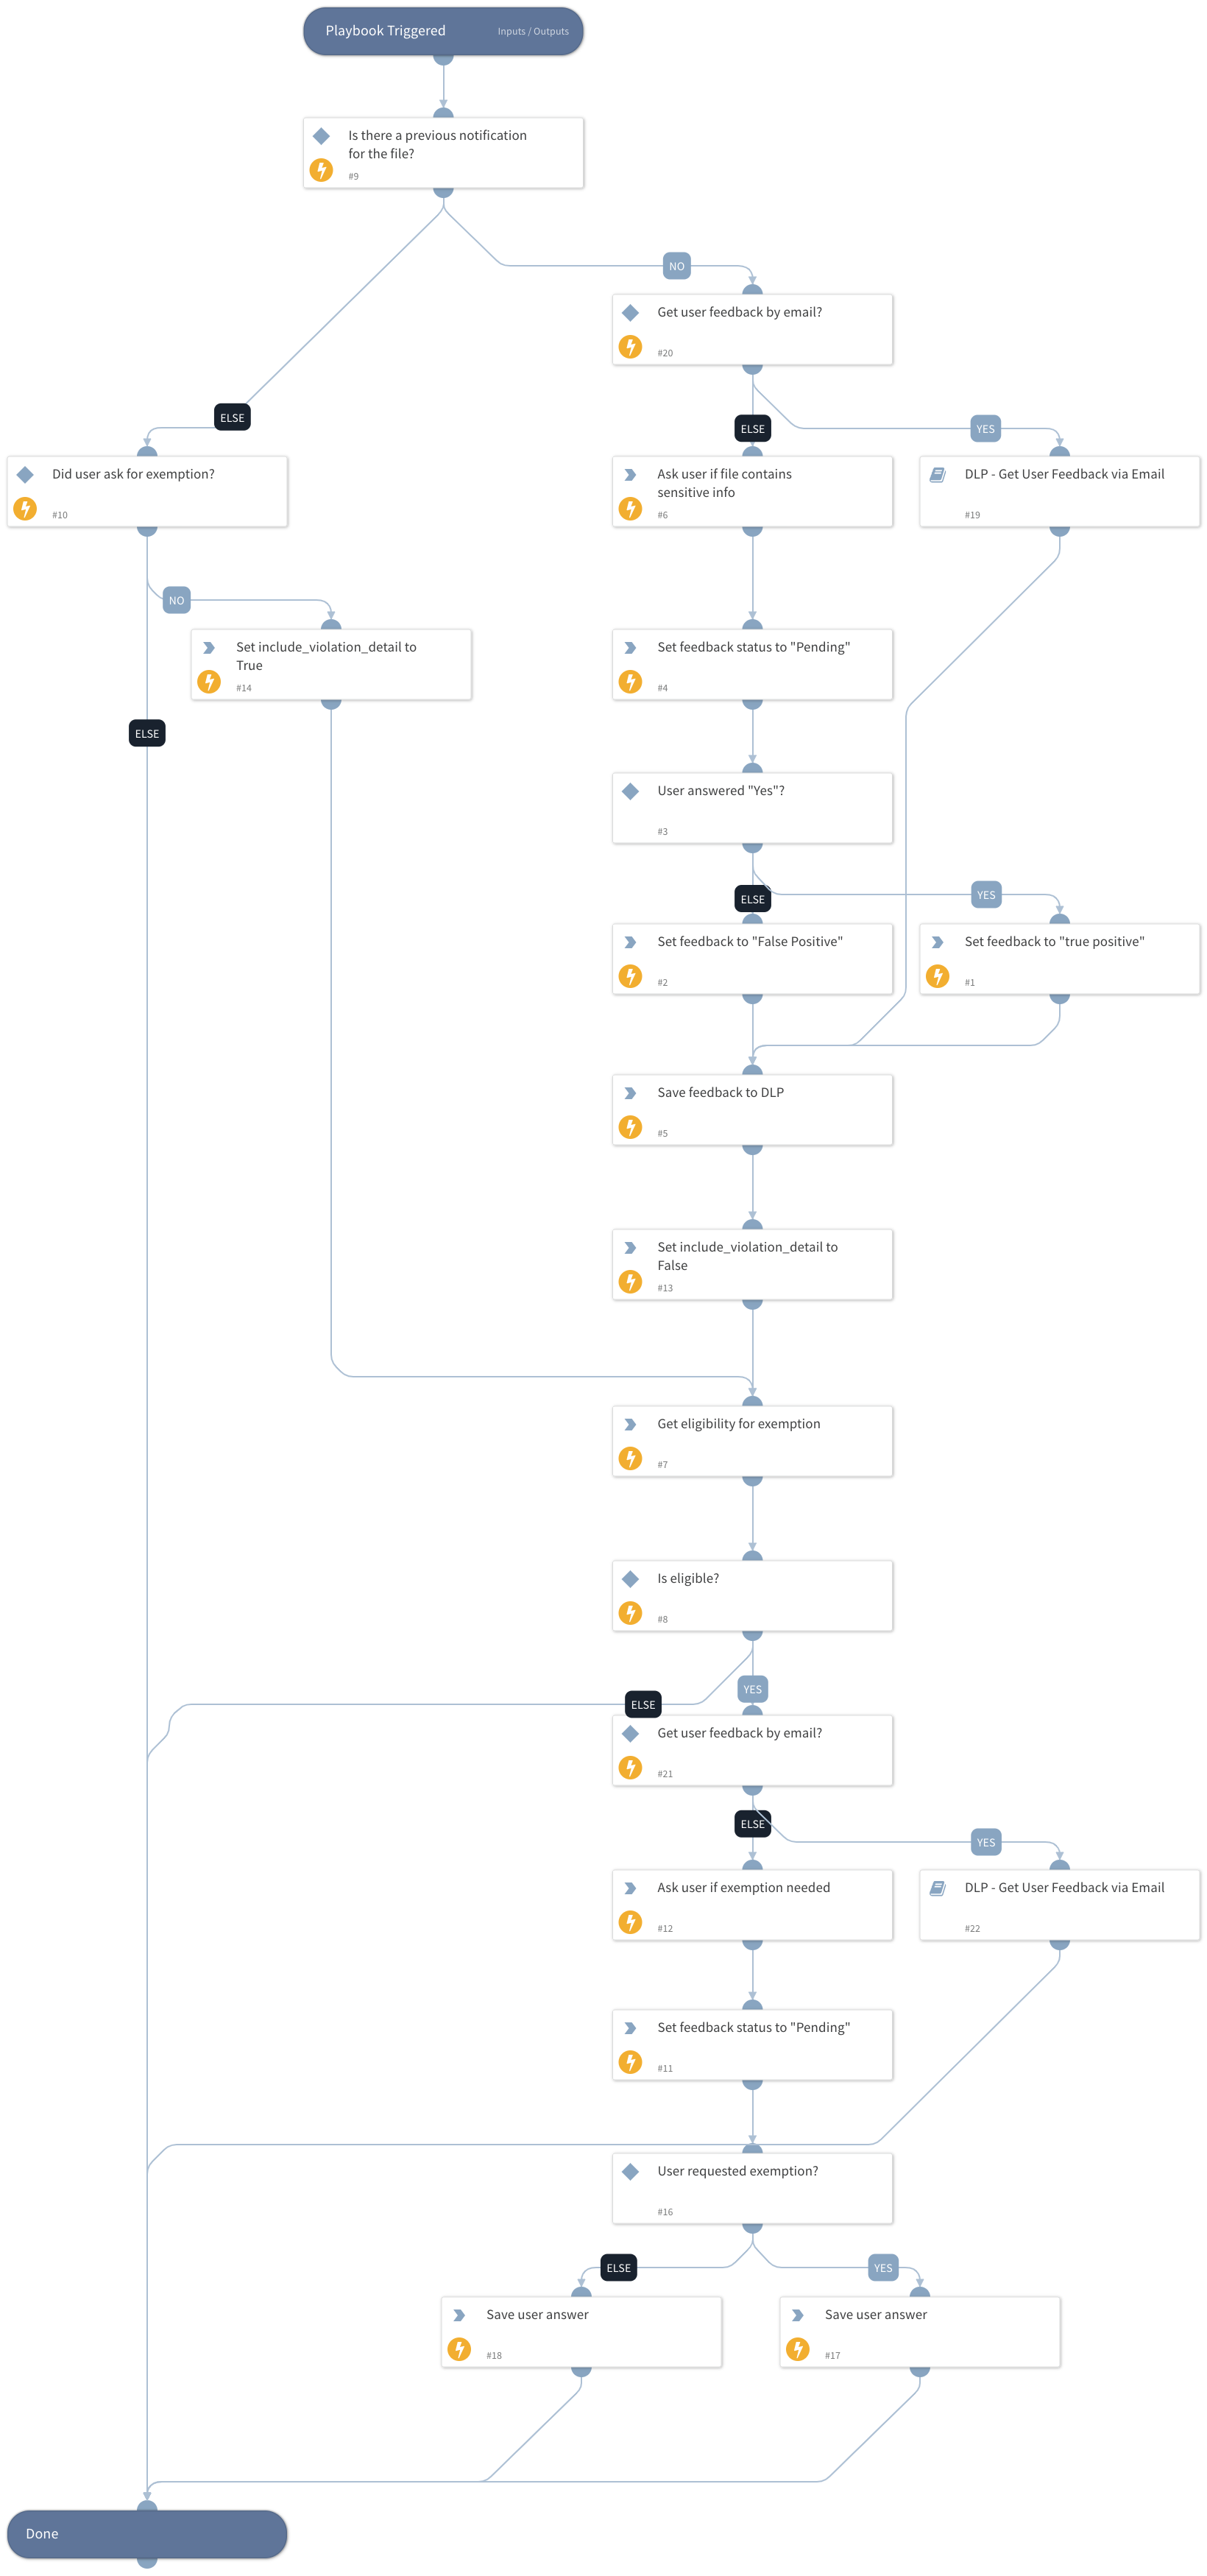 Playbook Triggered
Inputs / Outputs
Is there a previous notification
for the file?
#9
NO
Get user feedback by email?
#20
ELSE
ELSE
YES
Did user ask for exemption?
#10
Ask user if file contains
sensitive info
#6
DLP - Get User Feedback via Email
#19
NO
Set include_violation_detail to
True
#14
Set feedback status to "Pending"
#4
ELSE
User answered "Yes"?
#3
ELSE
YES
Set feedback to "False Positive"
#2
Set feedback to "true positive"
#1
Save feedback to DLP
#5
Set include_violation_detail to
False
#13
Get eligibility for exemption
#7
Is eligible?
#8
YES
ELSE
Get user feedback by email?
#21
ELSE
YES
Ask user if exemption needed
#12
DLP - Get User Feedback via Email
#22
Set feedback status to "Pending"
#11
User requested exemption?
#16
ELSE
YES
Save user answer
#18
Save user answer
#17
Done